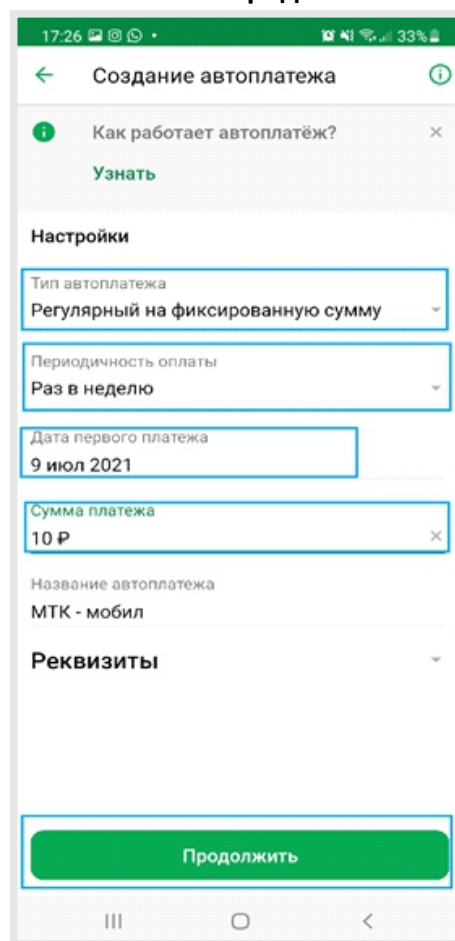 17:26 33%
Создание автоплатежа
Как работает автоплатёж?
Узнать
Настройки
Тип автоплатежа
Регулярный на фиксированную сумму
Периодичность оплаты
Раз в неделю
Дата первого платежа
9 июл 2021
Сумма платежа
10 ₽
Название автоплатежа
МТК - мобил
Реквизиты
Продолжить